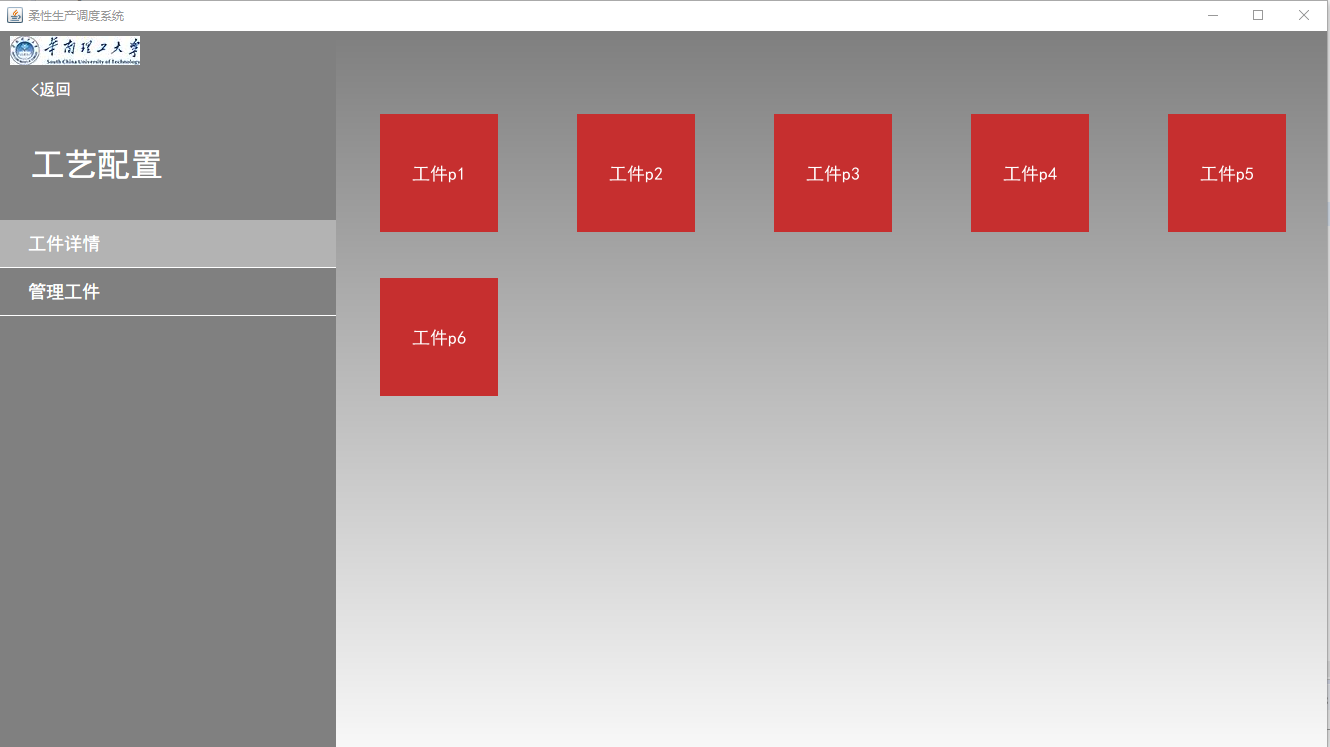 柔性生产调度系统
华南理工大学
South China University of Technology
<返回
工艺配置
工件详情
管理工件
工件p1
工件p2
工件p3
工件p4
工件p5
工件p6